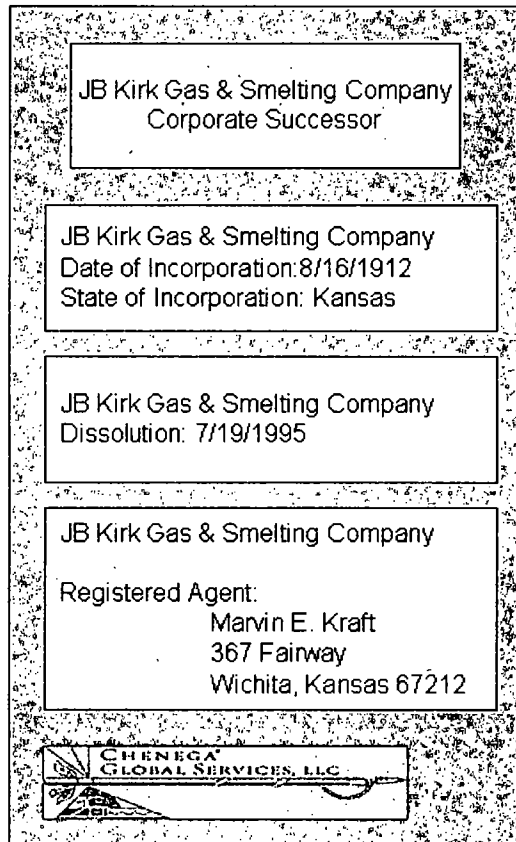 JB Kirk Gas & Smelting Company
Corporate Successor
JB Kirk Gas & Smelting Company
Date of Incorporation:8/16/1912
State of Incorporation: Kansas
JB Kirk Gas & Smelting Company
Dissolution: 7/19/1995
JB Kirk Gas & Smelting Company
Registered Agent:
Marvin E. Kraft
367 Fairway
Wichita, Kansas 67212
CHENEGA
GLOBAL SERVICES, LLC